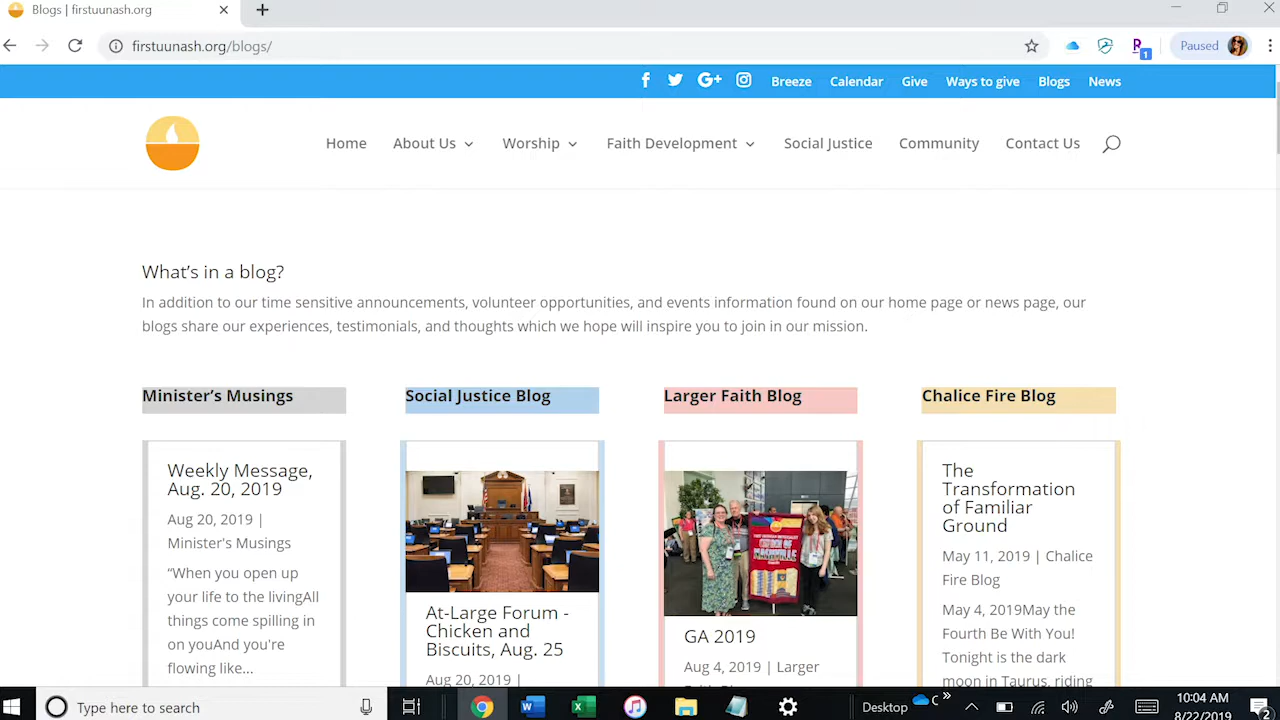 Blogs | firstuunash.org
firstuunash.org/blogs/
R
1
Paused
G+
Breeze
Calendar
Give
Ways to give
Blogs
News
Home
About Us
Worship
Faith Development
Social Justice
Community
Contact Us
What's in a blog?
In addition to our time sensitive announcements, volunteer opportunities, and events information found on our home page or news page, our
blogs share our experiences, testimonials, and thoughts which we hope will inspire you to join in our mission.
Minister's Musings
Weekly Message,
Aug. 20, 2019
Aug 20, 2019 |
Minister's Musings
“When you open up
your life to the livingAll
things come spilling in
on youAnd you're
flowing like...
Social Justice Blog
At-Large Forum -
Chicken and
Biscuits, Aug. 25
Aug 20, 2019 |
Larger Faith Blog
GA 2019
Aug 4, 2019 | Larger
Chalice Fire Blog
The
Transformation
of Familiar
Ground
May 11, 2019 | Chalice
Fire Blog
May 4, 2019May the
Fourth Be With You!
Tonight is the dark
moon in Taurus, riding
Type here to search
Desktop
10:04 AM
8/22/2019
2